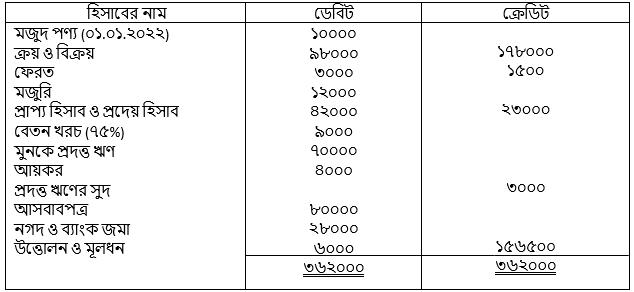 হিসাবের নাম ডেবিট ক্রেডিট
মজুদ পণ্য (০১.০১.২০২২) ১০০০০
ক্রয় ও বিক্রয় ৯৮০০০ ১৭৮০০০
ফেরত ৩০০০ ১৫০০
মজুরি ১২০০০
প্রাপ্য হিসাব ও প্রদেয় হিসাব ৪২০০০ ২৩০০০
বেতন খরচ (৭৫%) ৯০০০
মুনকে প্রদত্ত ঋণ ৭০০০০
আয়কর ৪০০০
প্রদত্ত ঋণের সুদ ৩০০০
আসবাবপত্র ৮০০০০
নগদ ও ব্যাংক জমা ২৮০০০
উত্তোলন ও মূলধন ৬০০০ ১৫৬৫০০
৩৬২০০০ ৩৬২০০০